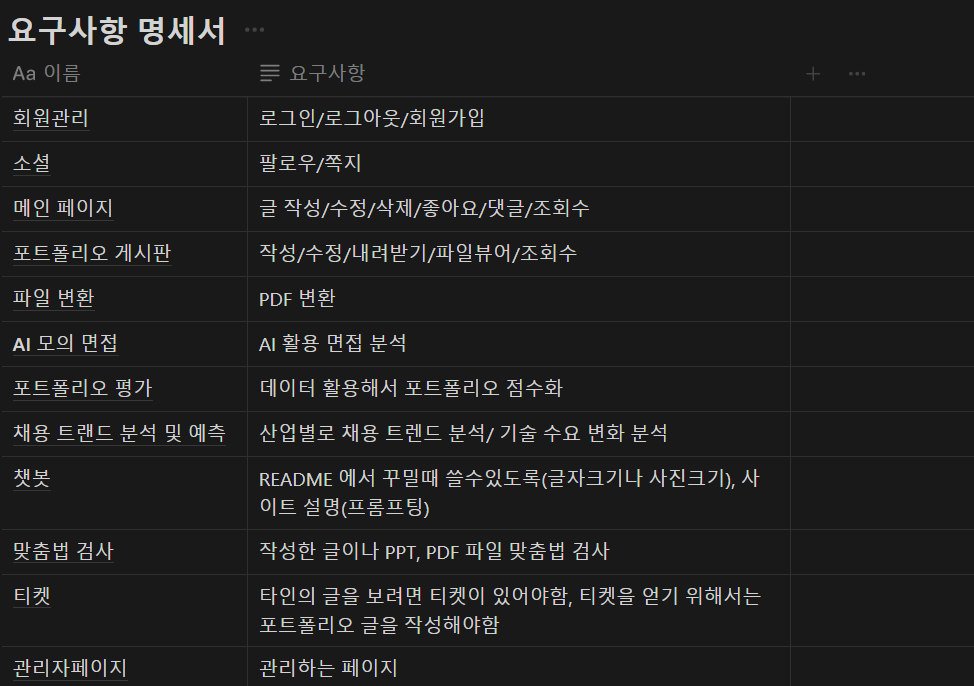 요구사항 명세서
Aa 이름 요구사항
회원관리 로그인/로그아웃/회원가입
소셜 팔로우/쪽지
메인 페이지 글 작성/수정/삭제/좋아요/댓글/조회수
포트폴리오 게시판 작성/수정/내려받기/파일뷰어/조회수
파일 변환 PDF 변환
AI 모의 면접 AI 활용 면접 분석
포트폴리오 평가 데이터 활용해서 포트폴리오 점수화
채용 트랜드 분석 및 예측 산업별로 채용 트렌드 분석/ 기술 수요 변화 분석
챗봇 README 에서 꾸밀때 쓸수있도록(글자크기나 사진크기), 사
이트 설명(프롬프팅)
맞춤법 검사 작성한 글이나 PPT, PDF 파일 맞춤법 검사
티켓 타인의 글을 보려면 티켓이 있어야함, 티켓을 얻기 위해서는
포트폴리오 글을 작성해야함
관리자페이지 관리하는 페이지